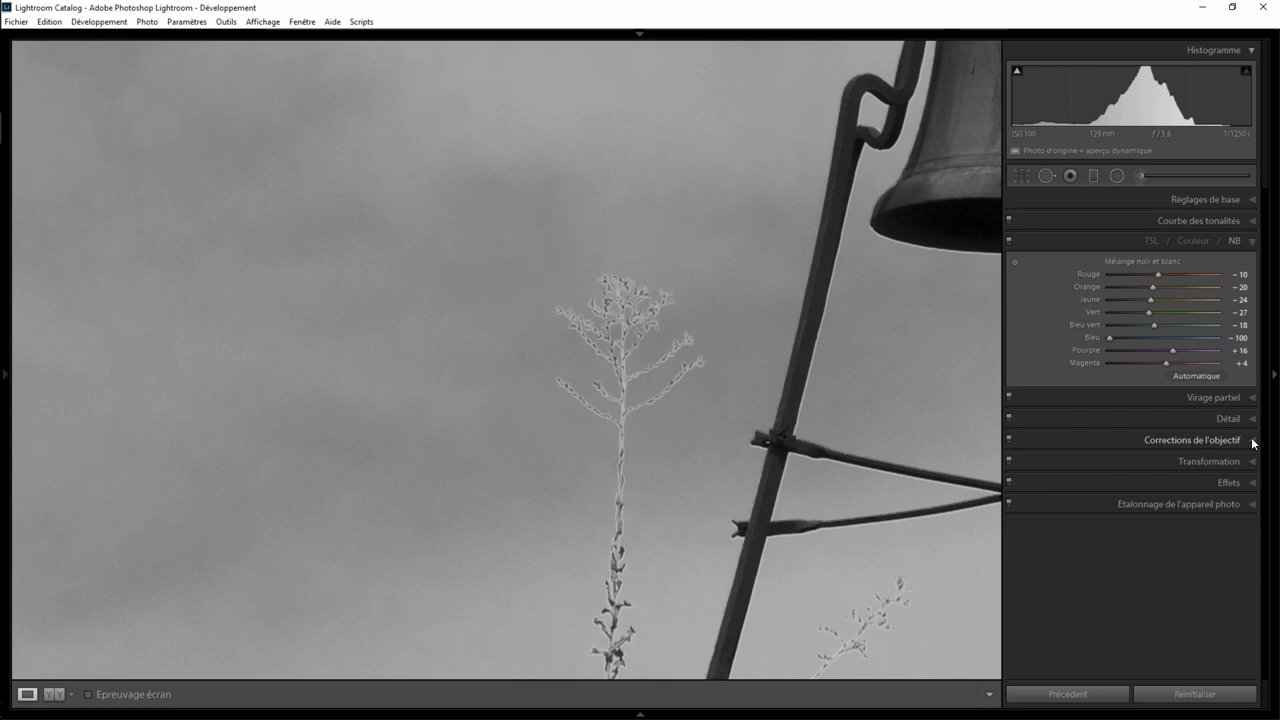 Lightroom Catalog - Adobe Photoshop Lightroom - Développement
Fichier Edition Développement Photo Paramètres Outils Affichage Fenêtre Aide Scripts
Histogramme
ISO 100 129 mm ƒ / 5,6 1/1250 s
Photo d'origine + aperçu dynamique
Réglages de base
Courbe des tonalités
TSL / Couleur / NB
Mélange noir et blanc
Rouge - 10
Orange - 20
Jaune - 24
Vert - 27
Bleu vert - 18
Bleu - 100
Pourpre + 16
Magenta + 4
Automatique
Virage partiel
Détail
Corrections de l'objectif
Transformation
Effets
Etalonnage de l'appareil photo
Y Y Epreuvage écran
Précédent Réinitialiser